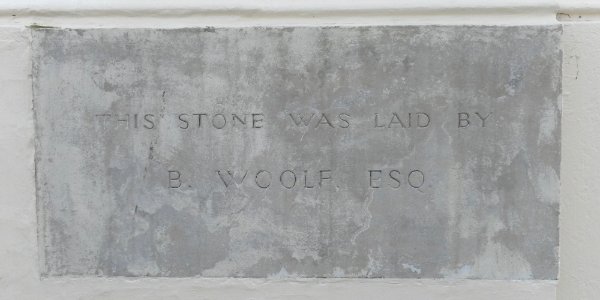 THIS STONE WAS LAID BY
B. WOOLF. ESQ.